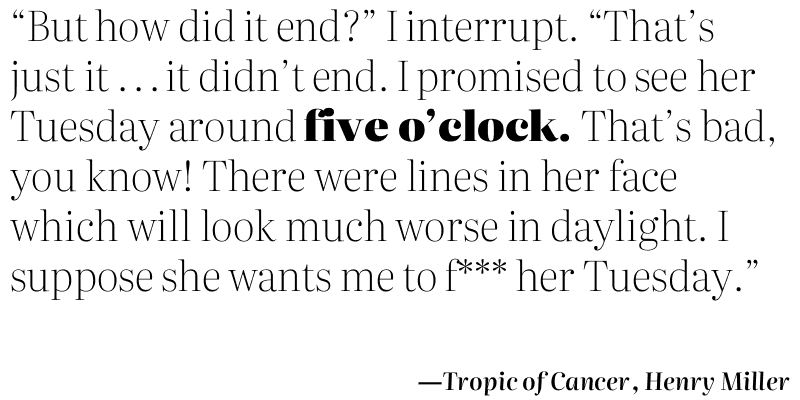 “But how did it end?” I interrupt. “That’s
just it . . . it didn’t end. I promised to see her
Tuesday around five o’clock. That’s bad,
you know! There were lines in her face
which will look much worse in daylight. I
suppose she wants me to f*** her Tuesday.”
—Tropic of Cancer, Henry Miller